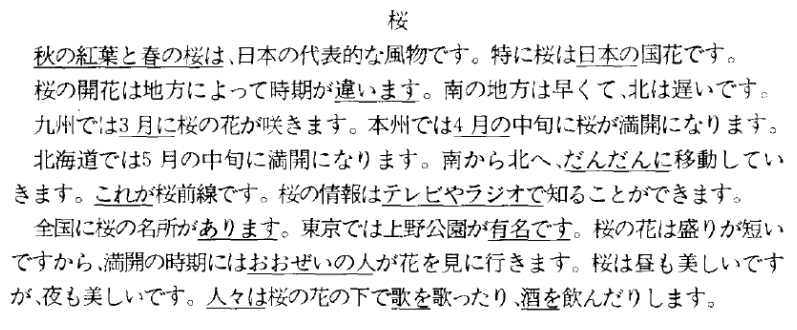 桜
秋の紅葉と春の桜は、日本の代表的な風物です。特に桜は日本の国花です。
桜の開花は地方によって時期が違います。南の地方は早くて、北は遅いです。
九州では3月に桜の花が咲きます。本州では4月の中旬に桜が満開になります。
北海道では5月の中旬に満開になります。南から北へ、だんだんに移動してい
きます。これが桜前線です。桜の情報はテレビやラジオで知ることができます。
全国に桜の名所があります。東京では上野公園が有名です。桜の花は盛りが短い
ですから、満開の時期にはおおぜいの人が花を見に行きます。桜は昼も美しいです
が、夜も美しいです。人々は桜の花の下で歌を歌ったり、酒を飲んだりします。